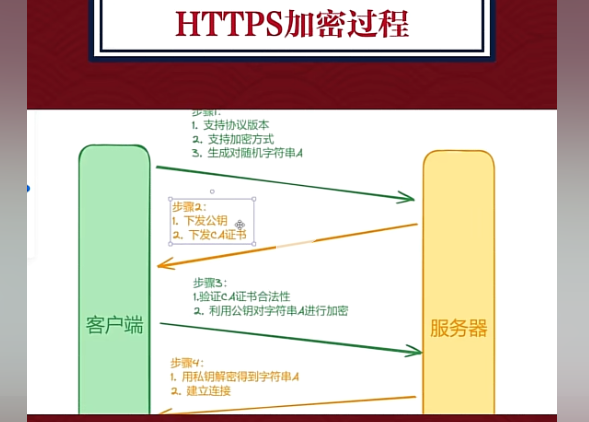 HTTPS加密过程
步骤1:
1. 支持协议版本
2. 支持加密方式
3. 生成对随机字符串A
步骤2:
1. 下发公钥
2. 下发CA证书
步骤3:
1.验证CA证书合法性
2. 利用公钥对字符串A进行加密
客户端
服务器
步骤4:
1. 用私钥解密得到字符串A
2. 建立连接